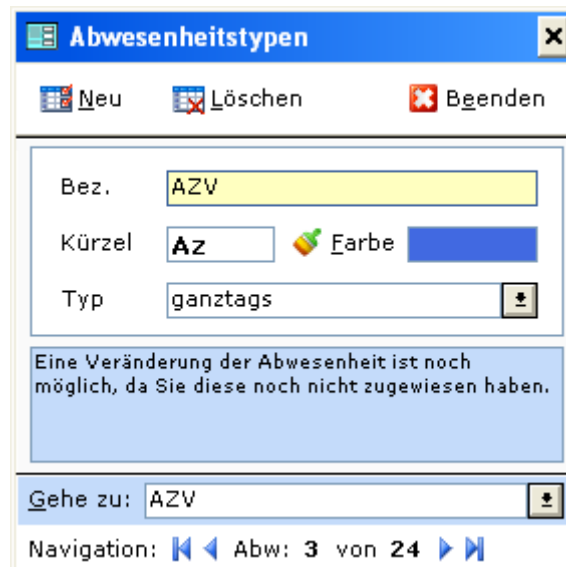 Abwesenheitstypen
Neu Löschen Beenden
Bez. AZV
Kürzel Az Farbe
Typ ganztags
Eine Veränderung der Abwesenheit ist noch
möglich, da Sie diese noch nicht zugewiesen haben.
Gehe zu: AZV
Navigation: Abw: 3 von 24